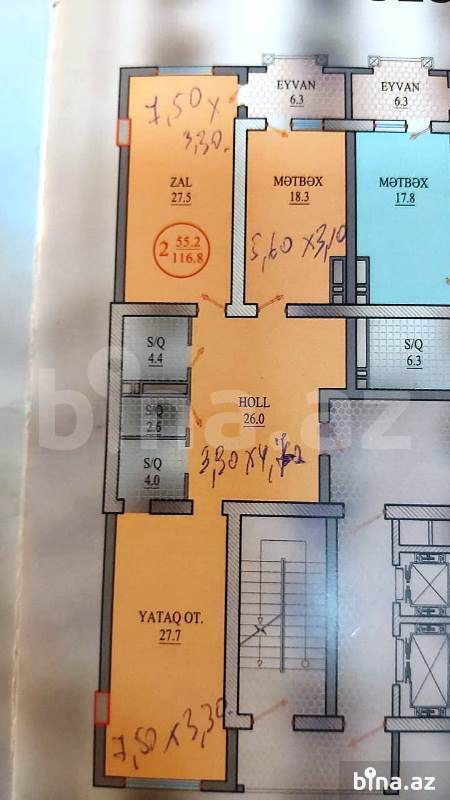 EYVAN
6.3
EYVAN
6.3
7,50 x
3,30.
ZAL
27.5
MƏTBƏX
18.3
MƏTBƏX
17.8
2 55.2
116.8
5,60 x 3,10
S/Q
4.4
S/Q
6.3
HOLL
26.0
S/Q
2.6
bina.az
S/Q
4.0
3,30 x 4,
YATAQ OT.
27.7
7,50 x 3,30.
bina.az